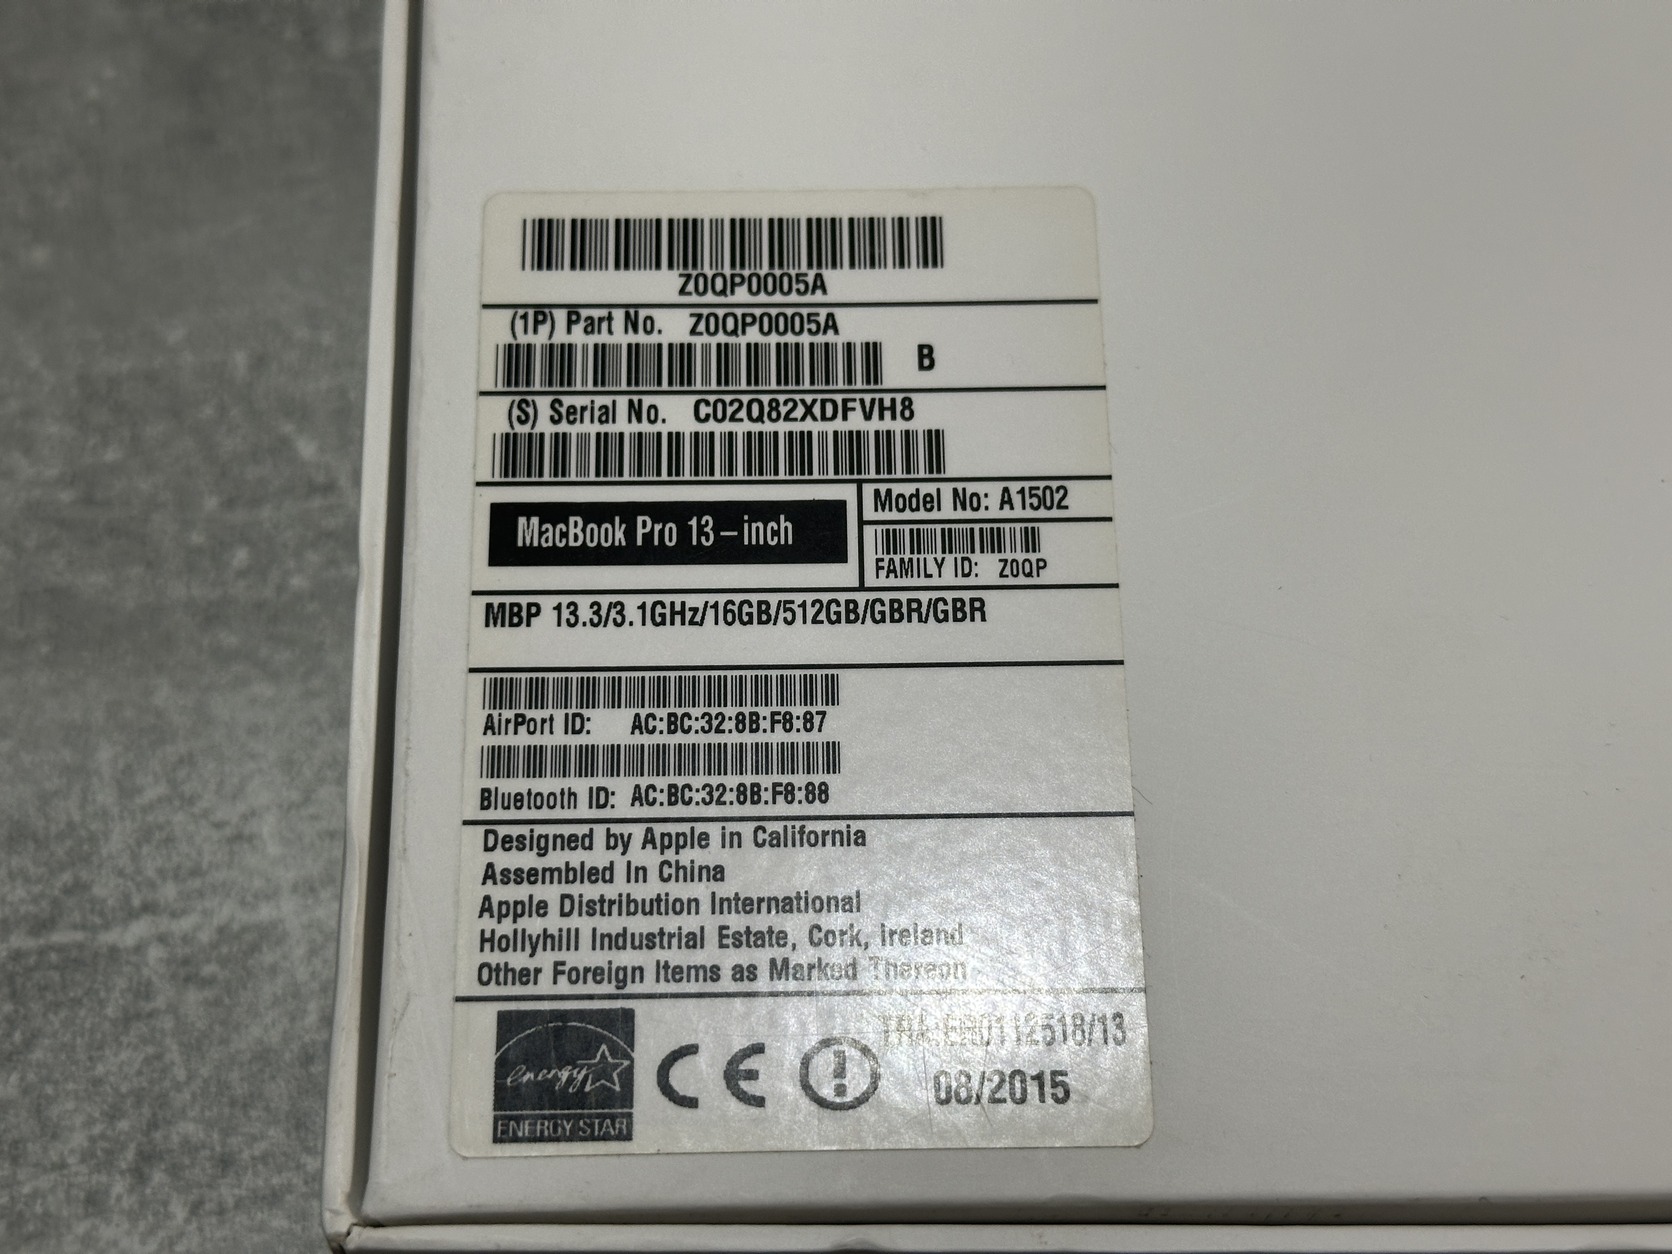 Z0QP0005A
(1P) Part No. Z0QP0005A
B
(S) Serial No. C02Q82XDFVH8
MacBook Pro 13-inch
Model No: A1502
FAMILY ID: Z0QP
MBP 13.3/3.1GHz/16GB/512GB/GBR/GBR
AirPort ID: AC:BC:32:8B:F8:87
Bluetooth ID: AC:BC:32:8B:F8:88
Designed by Apple in California
Assembled In China
Apple Distribution International
Hollyhill Industrial Estate, Cork, Ireland
Other Foreign Items as Marked Thereon
TRA:ER0112518/13
energy
CE
08/2015
ENERGY STAR